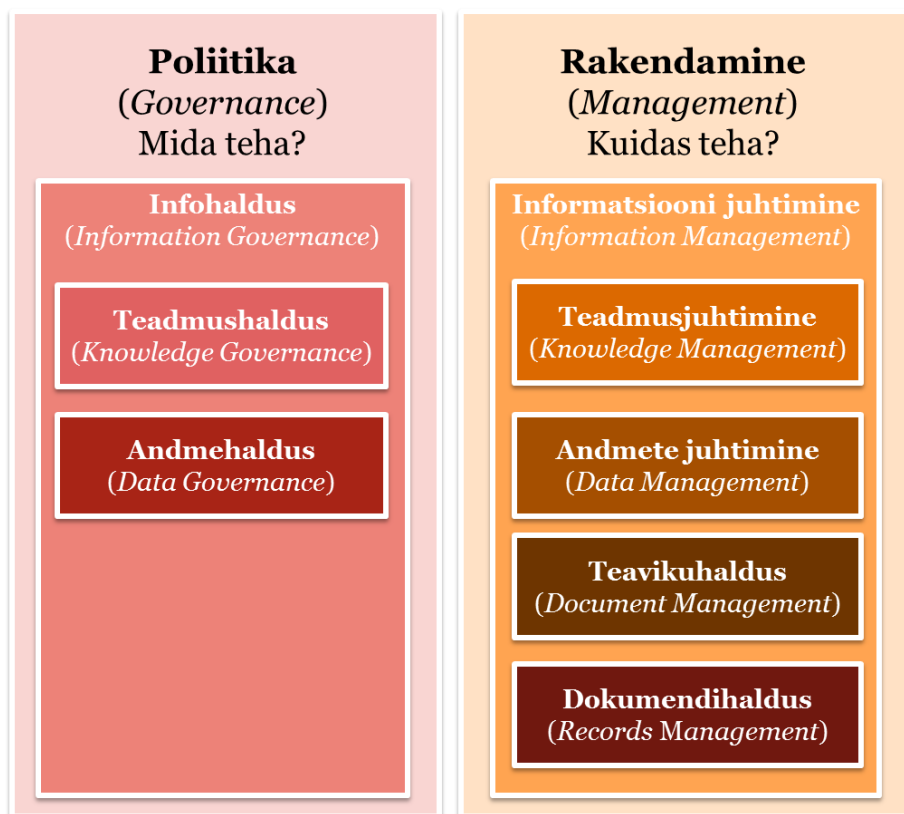 Poliitika
(Governance)
Mida teha?
Infohaldus
(Information Governance)
Teadmushaldus
(Knowledge Governance)
Andmehaldus
(Data Governance)
Rakendamine
(Management)
Kuidas teha?
Informatsiooni juhtimine
(Information Management)
Teadmusjuhtimine
(Knowledge Management)
Andmete juhtimine
(Data Management)
Teavikuhaldus
(Document Management)
Dokumendihaldus
(Records Management)